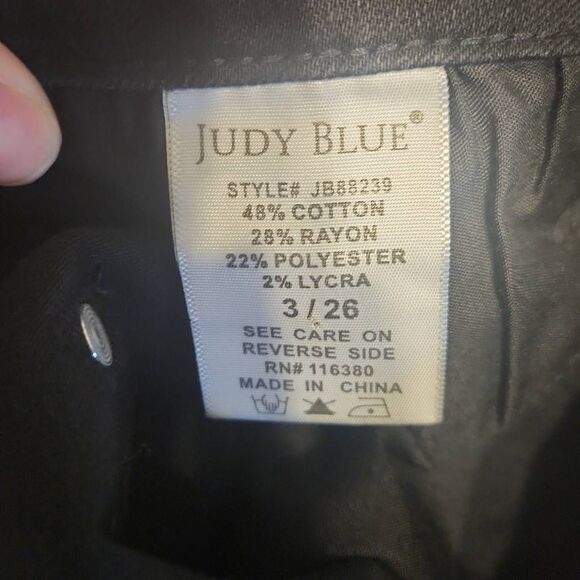 JUDY BLUE®
STYLE# JB88239
48% COTTON
28% RAYON
22% POLYESTER
2% LYCRA
3 / 26
SEE CARE ON
REVERSE SIDE
RN# 116380
MADE IN CHINA